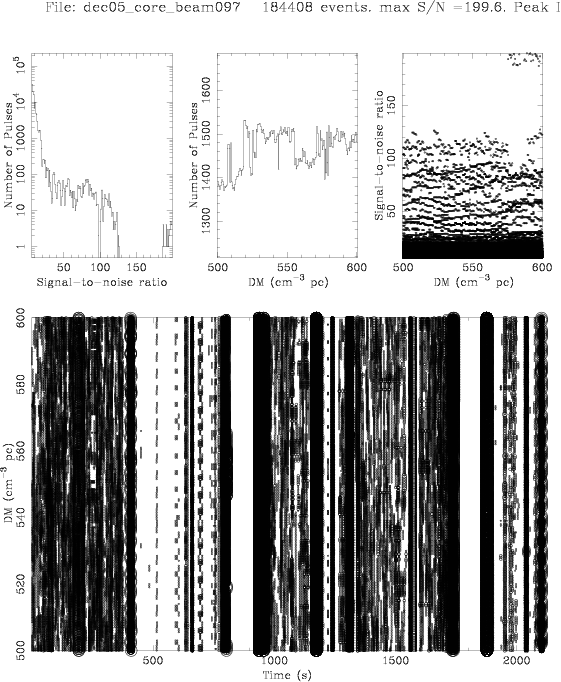 File: dec05_core_beam097 184408 events. max S/N =199.6. Peak I
Number of Pulses
1 10 100 1000 10^4 10^5
50 100 150
Signal-to-noise ratio
Number of Pulses
1300 1400 1500 1600
500 550 600
DM (cm^-3 pc)
Signal-to-noise ratio
50 100 150
500 550 600
DM (cm^-3 pc)
DM (cm^-3 pc)
500 520 540 560 580 600
500 1000 1500 2000
Time (s)